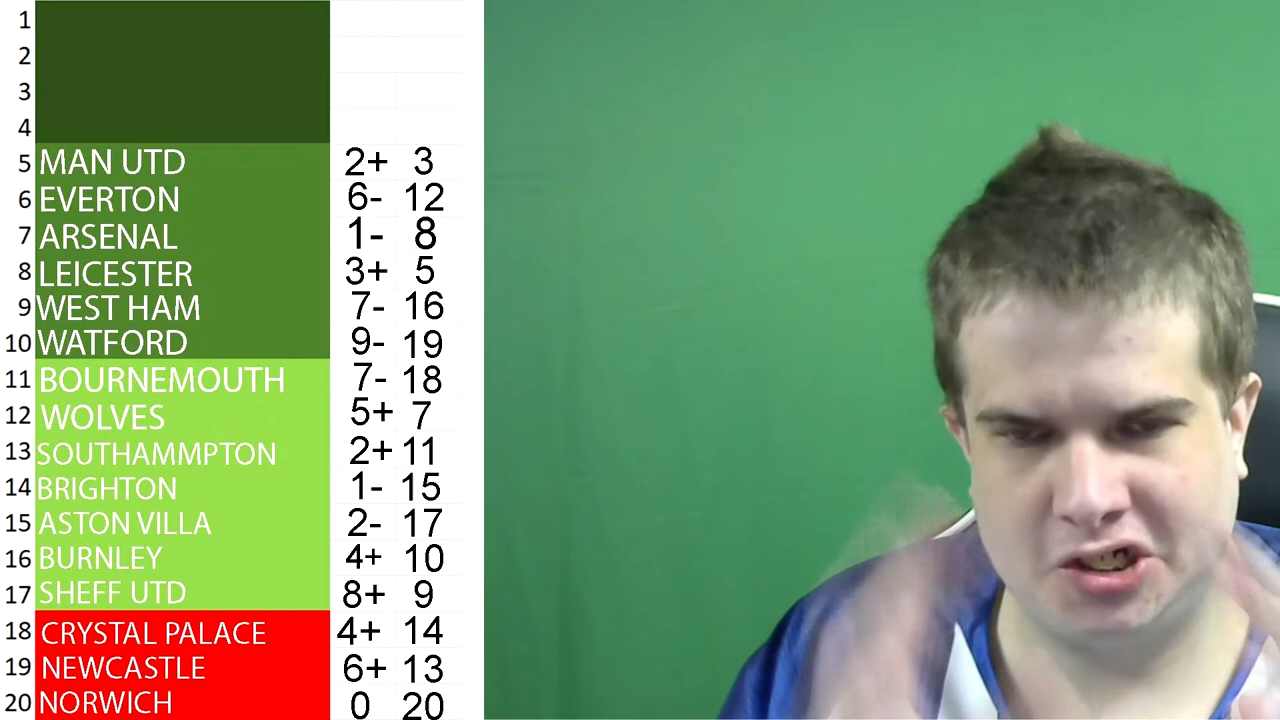 1
2
3
4
5 MAN UTD 2+ 3
6 EVERTON 6- 12
7 ARSENAL 1- 8
8 LEICESTER 3+ 5
9 WEST HAM 7- 16
10 WATFORD 9- 19
11 BOURNEMOUTH 7- 18
12 WOLVES 5+ 7
13 SOUTHAMMPTON 2+ 11
14 BRIGHTON 1- 15
15 ASTON VILLA 2- 17
16 BURNLEY 4+ 10
17 SHEFF UTD 8+ 9
18 CRYSTAL PALACE 4+ 14
19 NEWCASTLE 6+ 13
20 NORWICH 0 20